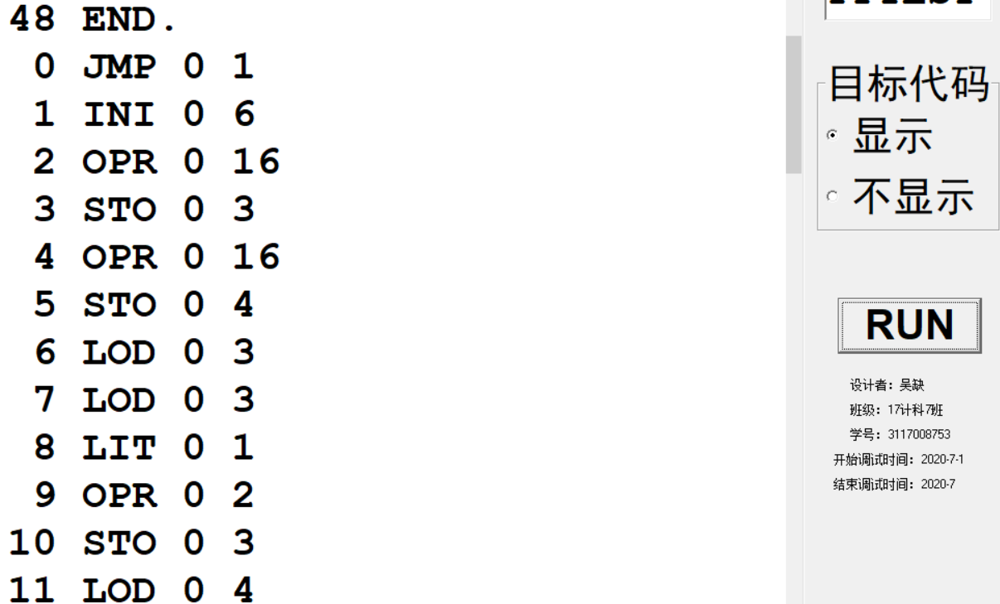 48 END.
0 JMP 0 1
1 INI 0 6
2 OPR 0 16
3 STO 0 3
4 OPR 0 16
5 STO 0 4
6 LOD 0 3
7 LOD 0 3
8 LIT 0 1
9 OPR 0 2
10 STO 0 3
11 LOD 0 4
目标代码
显示
不显示
RUN
设计者：吴缺
班级：17计科7班
学号：3117008753
开始调试时间：2020-7-1
结束调试时间：2020-7